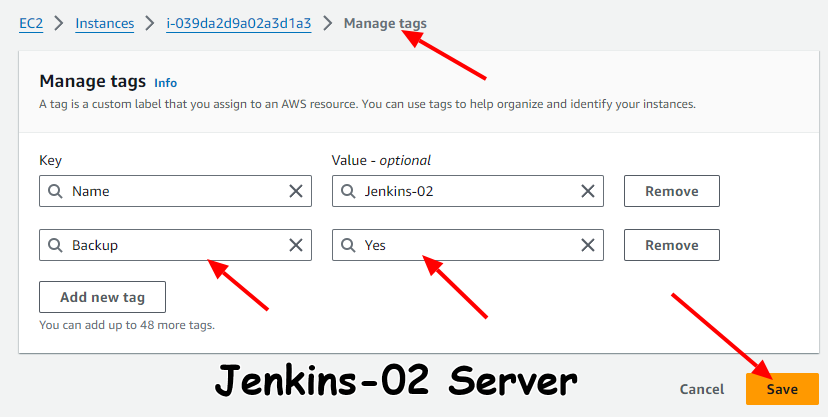 EC2 > Instances > i-039da2d9a02a3d1a3 > Manage tags
Manage tags Info
A tag is a custom label that you assign to an AWS resource. You can use tags to help organize and identify your instances.
Key Value - optional
Name Jenkins-02 Remove
Backup Yes Remove
Add new tag
You can add up to 48 more tags.
Jenkins-02 Server
Cancel Save